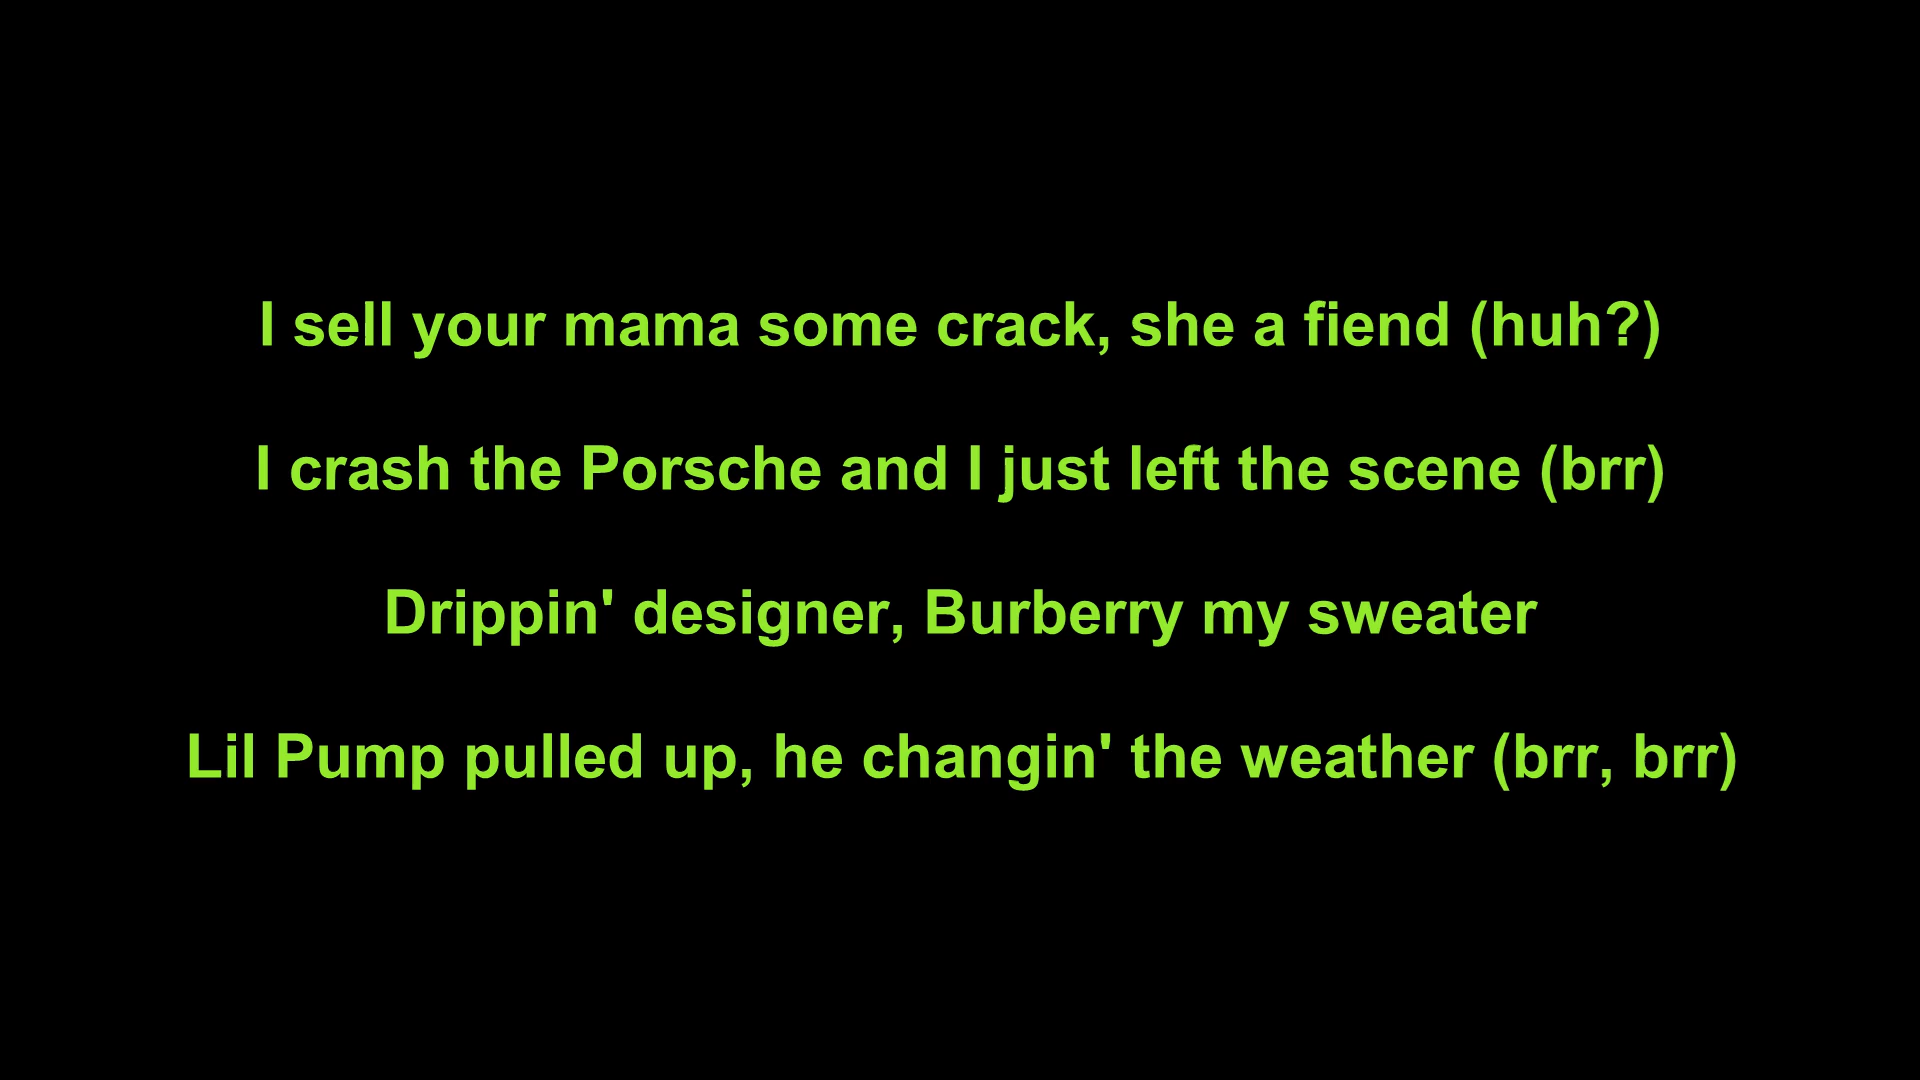 I sell your mama some crack, she a fiend (huh?)
I crash the Porsche and I just left the scene (brr)
Drippin' designer, Burberry my sweater
Lil Pump pulled up, he changin' the weather (brr, brr)